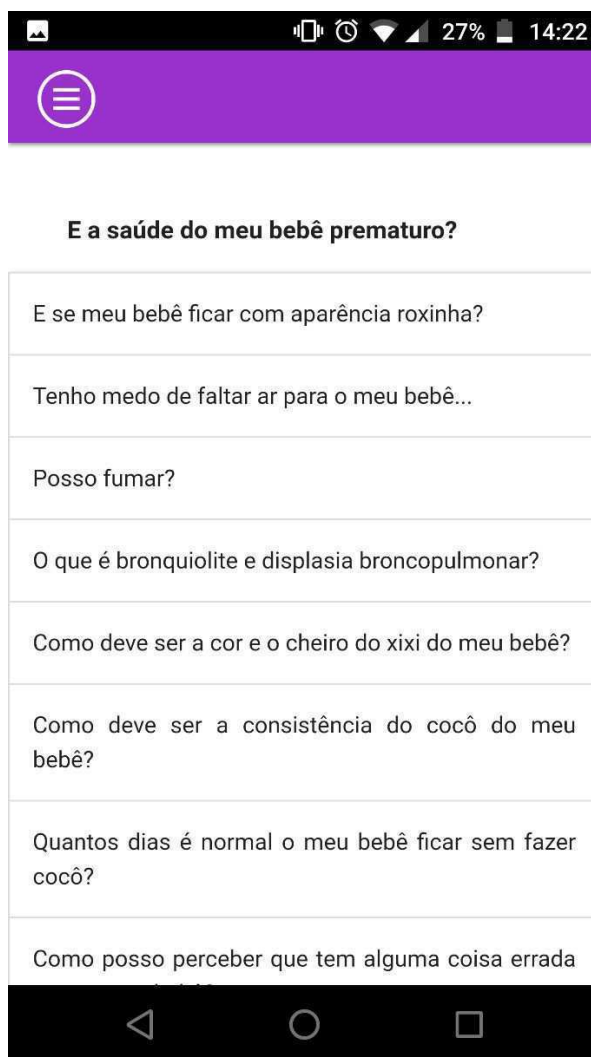 27% 14:22
E a saúde do meu bebê prematuro?
E se meu bebê ficar com aparência roxinha?
Tenho medo de faltar ar para o meu bebê...
Posso fumar?
O que é bronquiolite e displasia broncopulmonar?
Como deve ser a cor e o cheiro do xixi do meu bebê?
Como deve ser a consistência do cocô do meu
bebê?
Quantos dias é normal o meu bebê ficar sem fazer
cocô?
Como posso perceber que tem alguma coisa errada